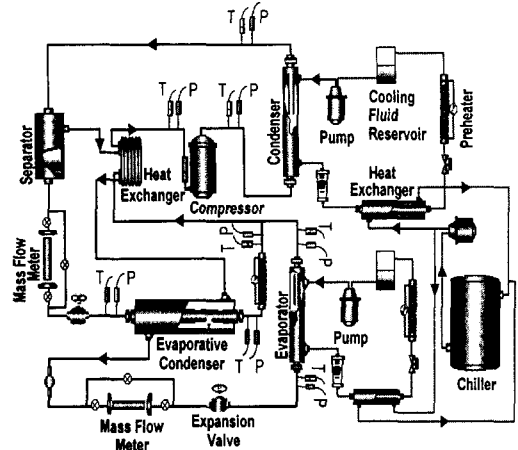 T P
T P
T P
Separator
Heat
Exchanger
Compressor
Condenser
Pump
Cooling
Fluid
Reservoir
Preheater
Heat
Exchanger
Mass Flow
Meter
T P
P
T
T
P
Evaporative
Condenser
T P
Evaporator
Pump
Chiller
T
P
Mass Flow
Meter
Expansion
Valve